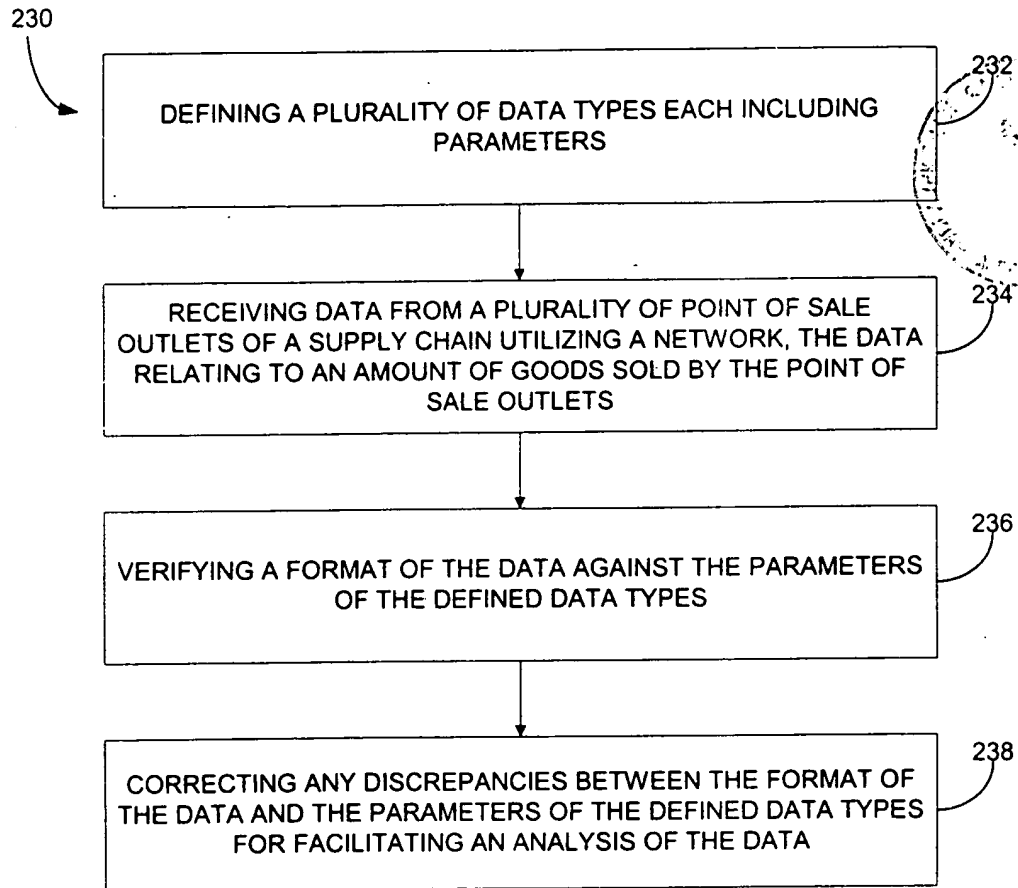 230
232
DEFINING A PLURALITY OF DATA TYPES EACH INCLUDING
PARAMETERS
234
RECEIVING DATA FROM A PLURALITY OF POINT OF SALE
OUTLETS OF A SUPPLY CHAIN UTILIZING A NETWORK, THE DATA
RELATING TO AN AMOUNT OF GOODS SOLD BY THE POINT OF
SALE OUTLETS
236
VERIFYING A FORMAT OF THE DATA AGAINST THE PARAMETERS
OF THE DEFINED DATA TYPES
238
CORRECTING ANY DISCREPANCIES BETWEEN THE FORMAT OF
THE DATA AND THE PARAMETERS OF THE DEFINED DATA TYPES
FOR FACILITATING AN ANALYSIS OF THE DATA